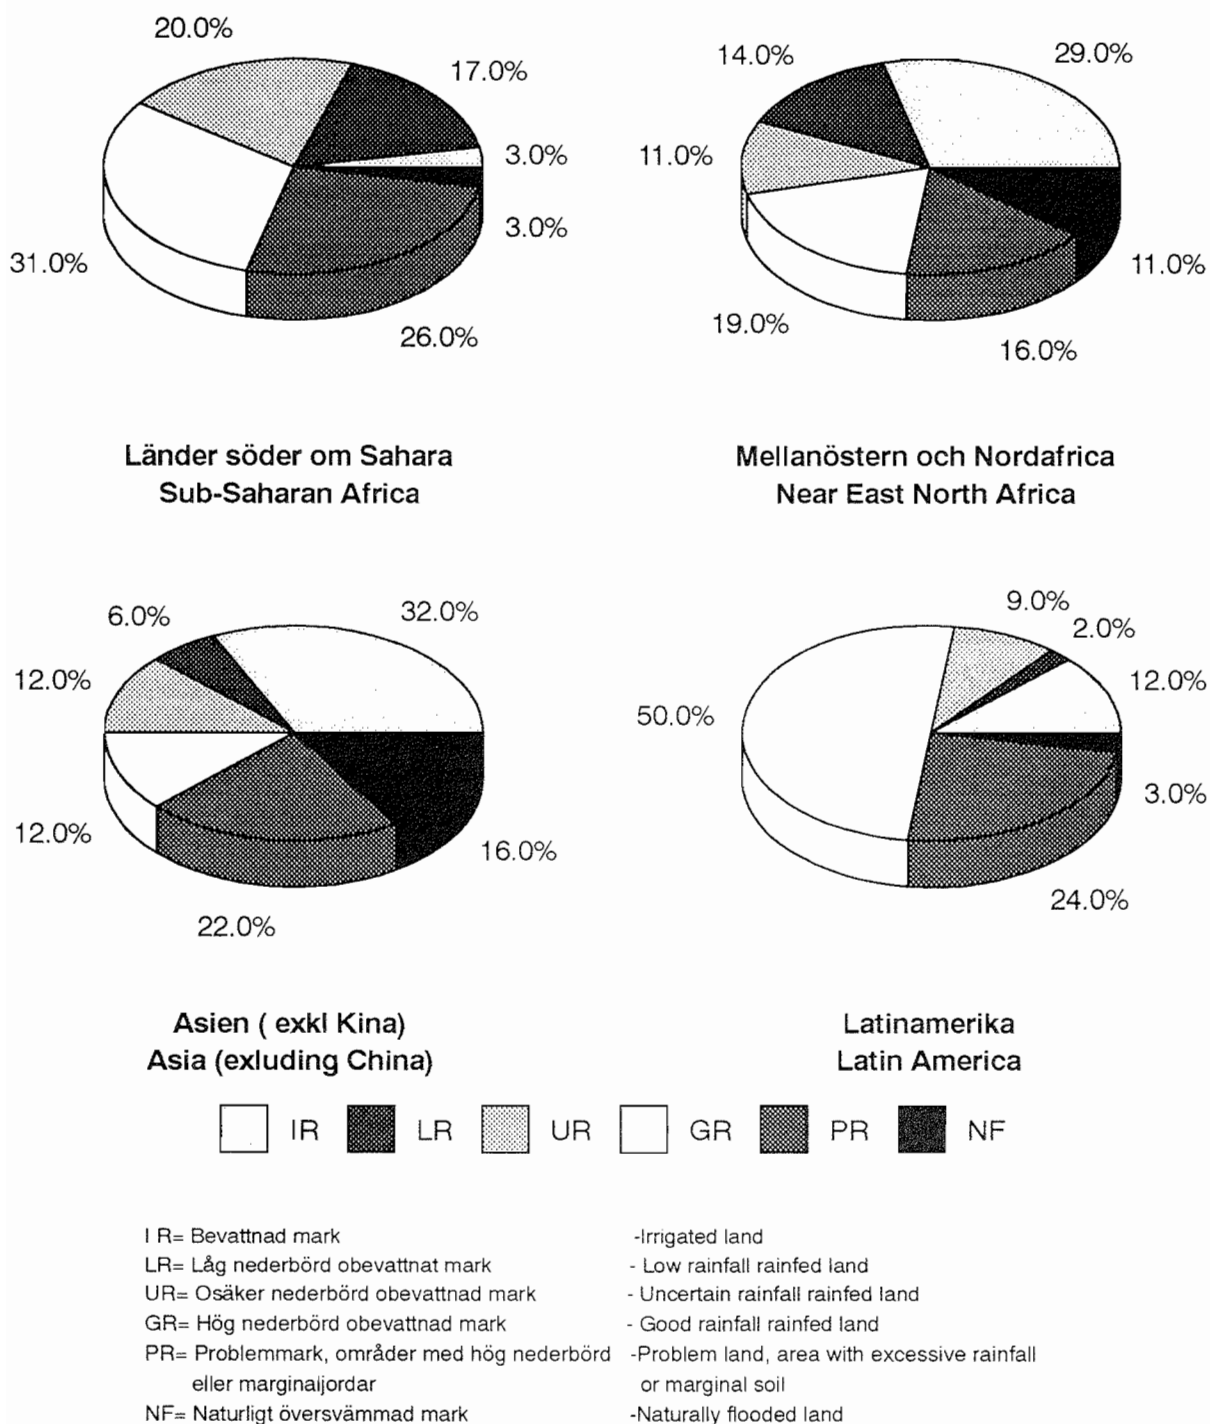 20.0%
17.0%
3.0%
3.0%
31.0%
26.0%
Länder söder om Sahara
Sub-Saharan Africa
14.0%
29.0%
11.0%
11.0%
19.0%
16.0%
Mellanöstern och Nordafrica
Near East North Africa
6.0%
32.0%
12.0%
12.0%
16.0%
22.0%
Asien ( exkl Kina)
Asia (exluding China)
9.0%
2.0%
12.0%
50.0%
3.0%
24.0%
Latinamerika
Latin America
IR LR UR GR PR NF
I R= Bevattnad mark -Irrigated land
LR= Låg nederbörd obevattnat mark - Low rainfall rainfed land
UR= Osäker nederbörd obevattnad mark - Uncertain rainfall rainfed land
GR= Hög nederbörd obevattnad mark - Good rainfall rainfed land
PR= Problemmark, områder med hög nederbörd -Problem land, area with excessive rainfall
eller marginaljordar or marginal soil
NF= Naturligt översvämmad mark -Naturally flooded land